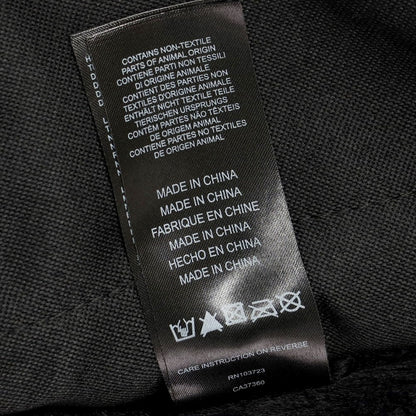 CONTAINS NON-TEXTILE
PARTS OF ANIMAL ORIGIN
CONTIENE PARTI NON TESSILI
DI ORIGINE ANIMALE
CONTIENT DES PARTIES NON
TEXTILES D'ORIGINE ANIMALE
ENTHÄLT NICHT TEXTILE TEILE
TIERISCHEN URSPRUNGS
CONTÉM PARTES NÃO TÊXTEIS
DE ORIGEM ANIMAL
CONTIENE PARTES NO TEXTILES
DE ORIGEN ANIMAL
MADE IN CHINA
MADE IN CHINA
FABRIQUE EN CHINE
MADE IN CHINA
HECHO EN CHINA
MADE IN CHINA
CARE INSTRUCTION ON REVERSE
RN103723
CA37360